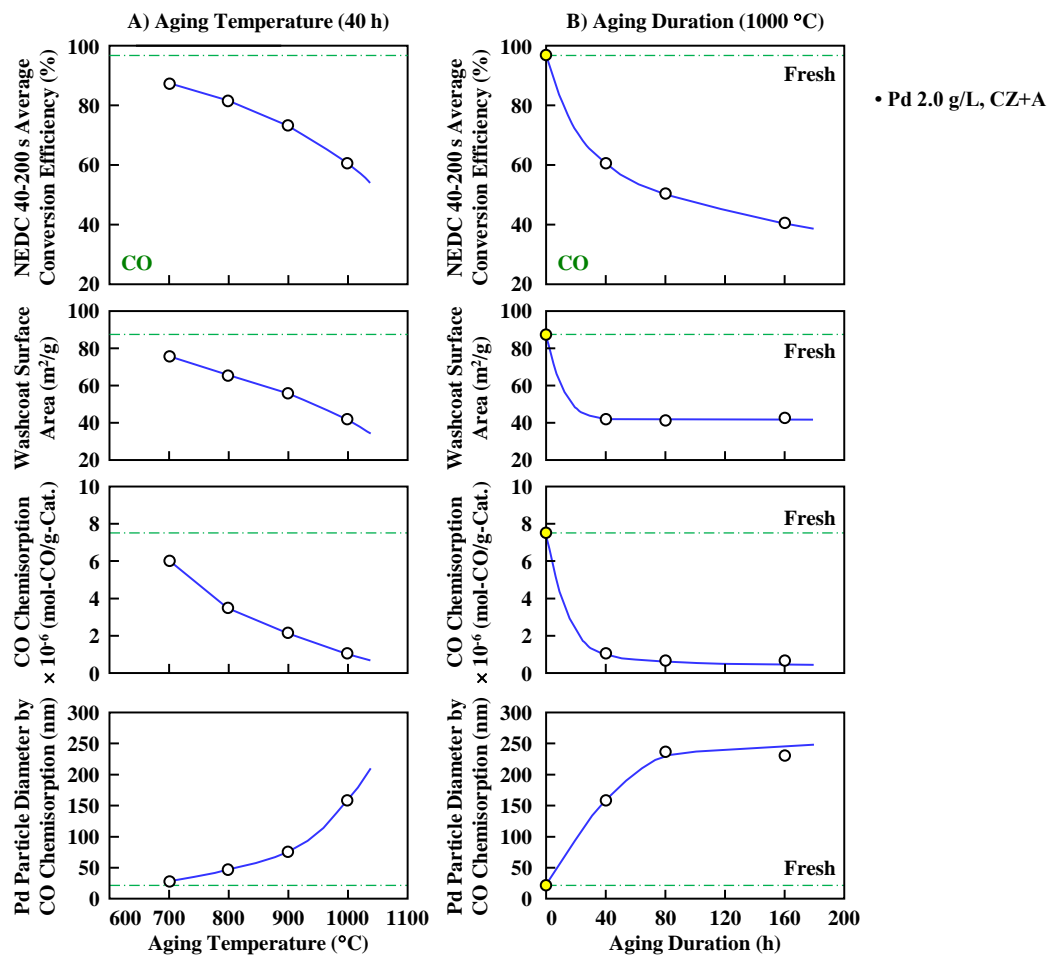 A) Aging Temperature (40 h)
B) Aging Duration (1000 °C)
NEDC 40-200 s Average
Conversion Efficiency (%)
100
80
60
40
20
CO
NEDC 40-200 s Average
Conversion Efficiency (%)
100
80
60
40
20
Fresh
CO
• Pd 2.0 g/L, CZ+A
Washcoat Surface
Area (m²/g)
100
80
60
40
20
Washcoat Surface
Area (m²/g)
100
80
60
40
20
Fresh
CO Chemisorption
× 10⁻⁶ (mol-CO/g-Cat.)
10
8
6
4
2
0
CO Chemisorption
× 10⁻⁶ (mol-CO/g-Cat.)
10
8
6
4
2
0
Fresh
Pd Particle Diameter by
CO Chemisorption (nm)
300
250
200
150
100
50
0
600 700 800 900 1000 1100
Aging Temperature (°C)
Pd Particle Diameter by
CO Chemisorption (nm)
300
250
200
150
100
50
0
Fresh
0 40 80 120 160 200
Aging Duration (h)